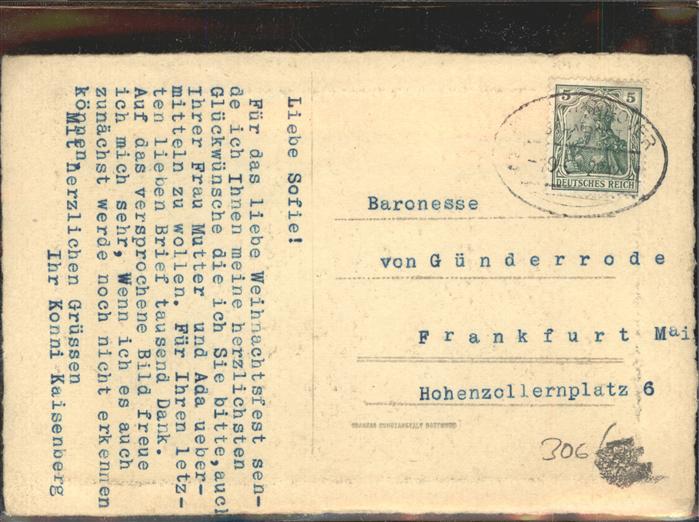 Liebe Sofie!
Für das liebe Weihnachtsfest sen-
de ich Ihnen meine herzlichsten
Glückwünsche die ich Sie bitte,auch
Ihrer Frau Mutter und Ada ueber-
mitteln zu wollen. Für Ihren letz-
ten lieben Brief tausend Dank.
Auf das versprochene Bild freue
ich mich sehr, Wenn ich es auch
zunächst werde noch nicht erkennen
können.
Mit herzlichen Grüssen
Ihr Konni Kaisenberg
5 5
DEUTSCHES REICH
Baronesse
von Günderrode
Frankfurt Mai
Hohenzollernplatz 6
306